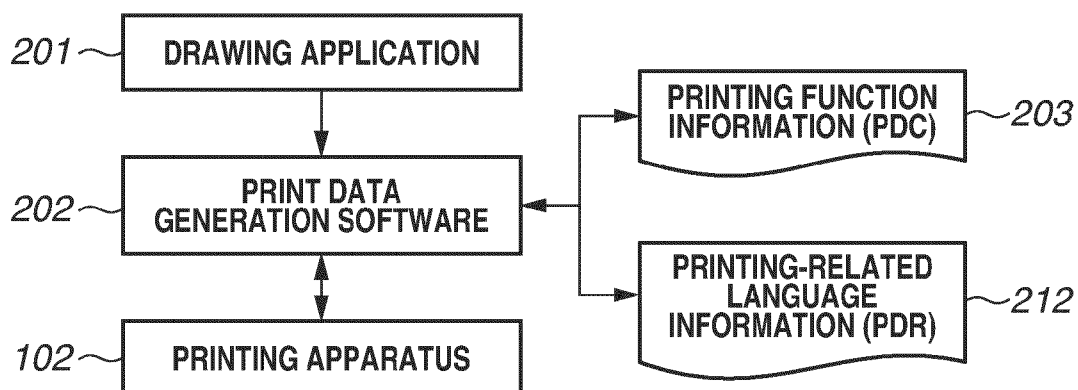 201
DRAWING APPLICATION
PRINTING FUNCTION
INFORMATION (PDC)
203
202
PRINT DATA
GENERATION SOFTWARE
PRINTING-RELATED
LANGUAGE
INFORMATION (PDR)
212
102
PRINTING APPARATUS